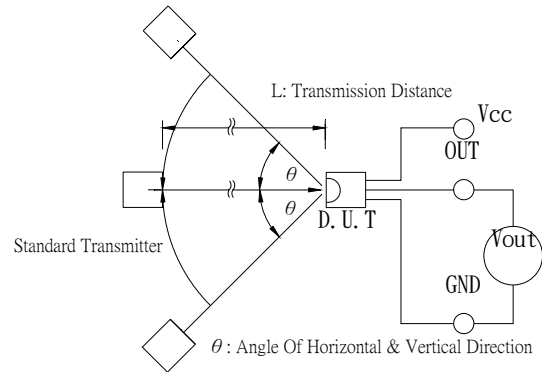 L: Transmission Distance
Vcc
OUT
θ
θ
D.U.T
Standard Transmitter
Vout
GND
θ : Angle Of Horizontal & Vertical Direction